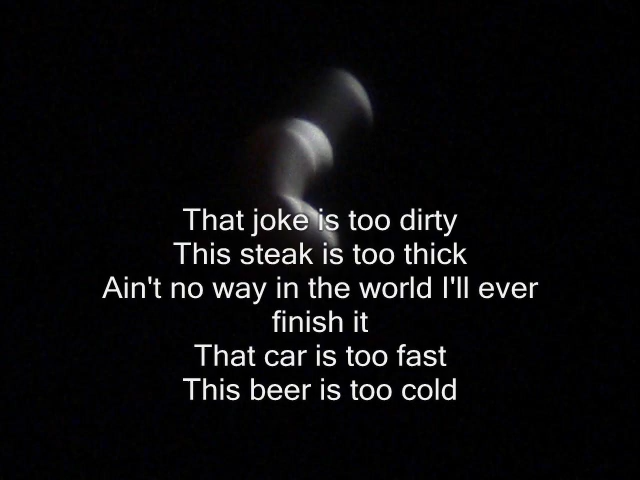 That joke is too dirty
This steak is too thick
Ain't no way in the world I'll ever
finish it
That car is too fast
This beer is too cold